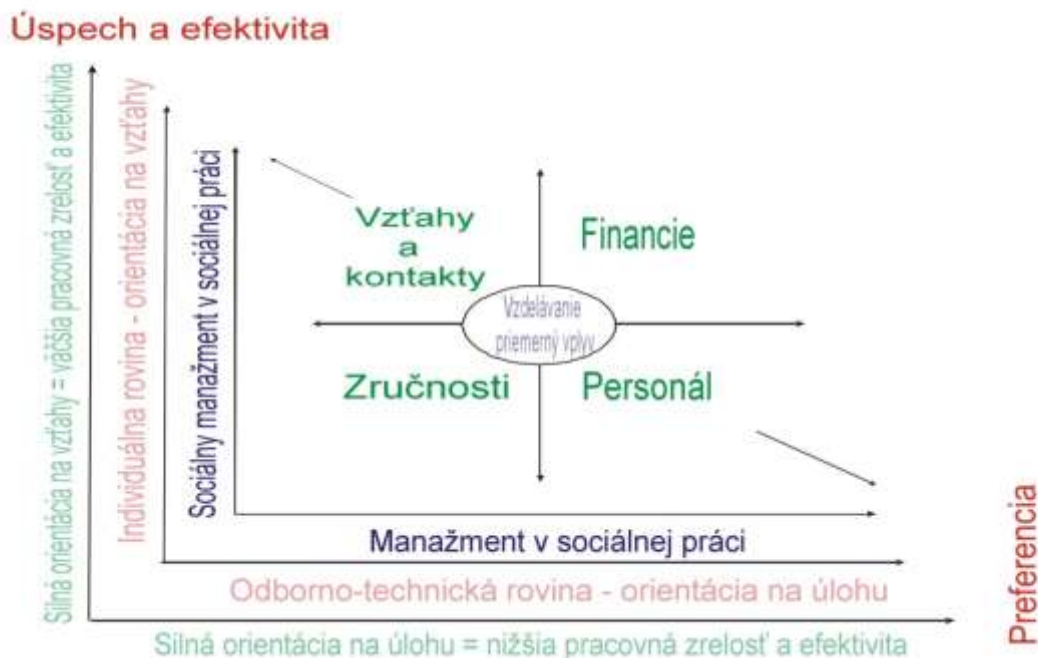 Úspech a efektivita
Silná orientácia na vzťahy = väčšia pracovná zrelosť a efektivita
Individuálna rovina - orientácia na vzťahy
Sociálny manažment v sociálnej práci
Vzťahy
a
kontakty
Financie
Vzdelávanie
priemerný vplyv
Zručnosti
Personál
Manažment v sociálnej práci
Odborno-technická rovina - orientácia na úlohu
Silná orientácia na úlohu = nižšia pracovná zrelosť a efektivita
Preferencia